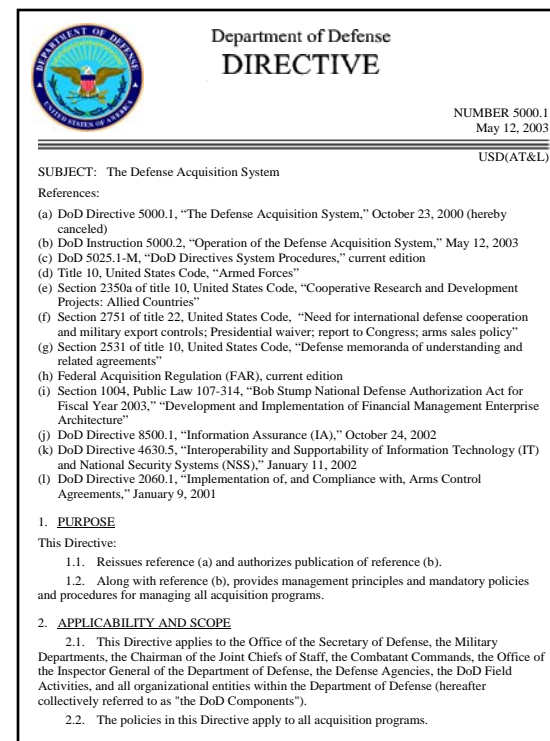 DEPARTMENT OF DEFENSE
UNITED STATES OF AMERICA
Department of Defense
DIRECTIVE
NUMBER 5000.1
May 12, 2003
USD(AT&L)
SUBJECT: The Defense Acquisition System
References:
(a) DoD Directive 5000.1, “The Defense Acquisition System,” October 23, 2000 (hereby
canceled)
(b) DoD Instruction 5000.2, “Operation of the Defense Acquisition System,” May 12, 2003
(c) DoD 5025.1-M, “DoD Directives System Procedures,” current edition
(d) Title 10, United States Code, “Armed Forces”
(e) Section 2350a of title 10, United States Code, “Cooperative Research and Development
Projects: Allied Countries”
(f) Section 2751 of title 22, United States Code, “Need for international defense cooperation
and military export controls; Presidential waiver; report to Congress; arms sales policy”
(g) Section 2531 of title 10, United States Code, “Defense memoranda of understanding and
related agreements”
(h) Federal Acquisition Regulation (FAR), current edition
(i) Section 1004, Public Law 107-314, “Bob Stump National Defense Authorization Act for
Fiscal Year 2003,” “Development and Implementation of Financial Management Enterprise
Architecture”
(j) DoD Directive 8500.1, “Information Assurance (IA),” October 24, 2002
(k) DoD Directive 4630.5, “Interoperability and Supportability of Information Technology (IT)
and National Security Systems (NSS),” January 11, 2002
(l) DoD Directive 2060.1, “Implementation of, and Compliance with, Arms Control
Agreements,” January 9, 2001
1. PURPOSE
This Directive:
1.1. Reissues reference (a) and authorizes publication of reference (b).
1.2. Along with reference (b), provides management principles and mandatory policies
and procedures for managing all acquisition programs.
2. APPLICABILITY AND SCOPE
2.1. This Directive applies to the Office of the Secretary of Defense, the Military
Departments, the Chairman of the Joint Chiefs of Staff, the Combatant Commands, the Office of
the Inspector General of the Department of Defense, the Defense Agencies, the DoD Field
Activities, and all organizational entities within the Department of Defense (hereafter
collectively referred to as "the DoD Components").
2.2. The policies in this Directive apply to all acquisition programs.